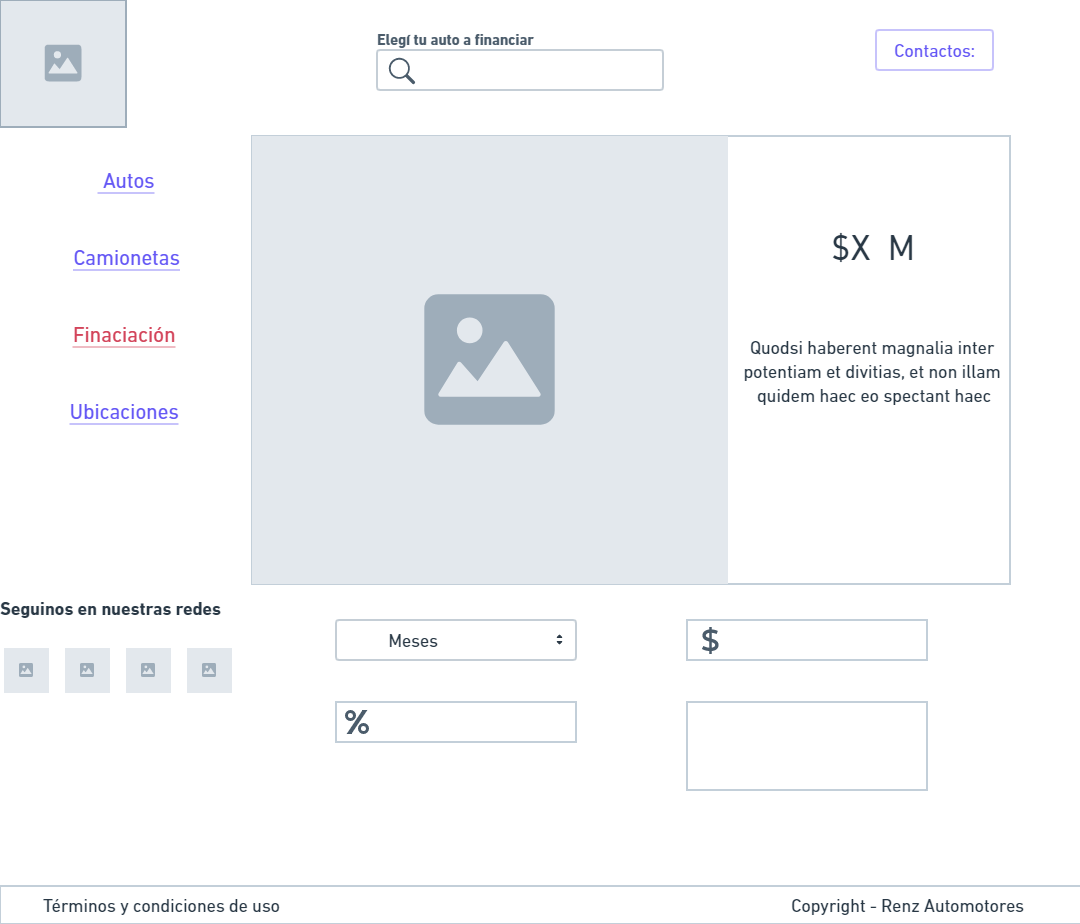 Elegí tu auto a financiar
Contactos:
Autos
Camionetas
Finaciación
Ubicaciones
$X M
Quodsi haberent magnalia inter
potentiam et divitias, et non illam
quidem haec eo spectant haec
Seguinos en nuestras redes
Meses
$
%
Términos y condiciones de uso
Copyright - Renz Automotores